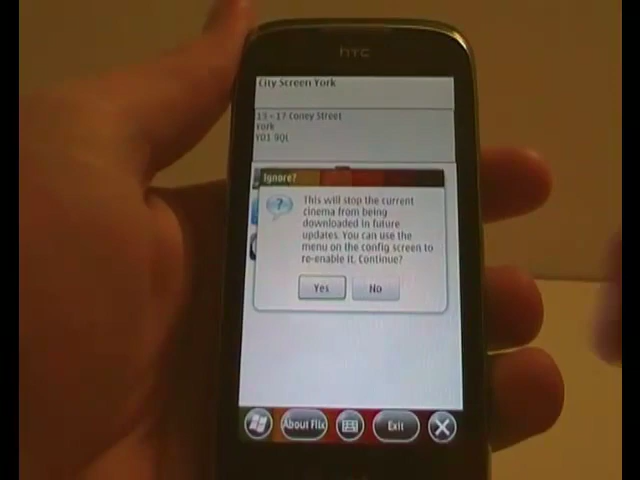 hTC
City Screen York
13 - 17 Coney Street
York
YO1 9QL
Ignore?
This will stop the current
cinema from being
downloaded in future
updates. You can use the
menu on the config screen to
re-enable it. Continue?
Yes No
About Flix Exit